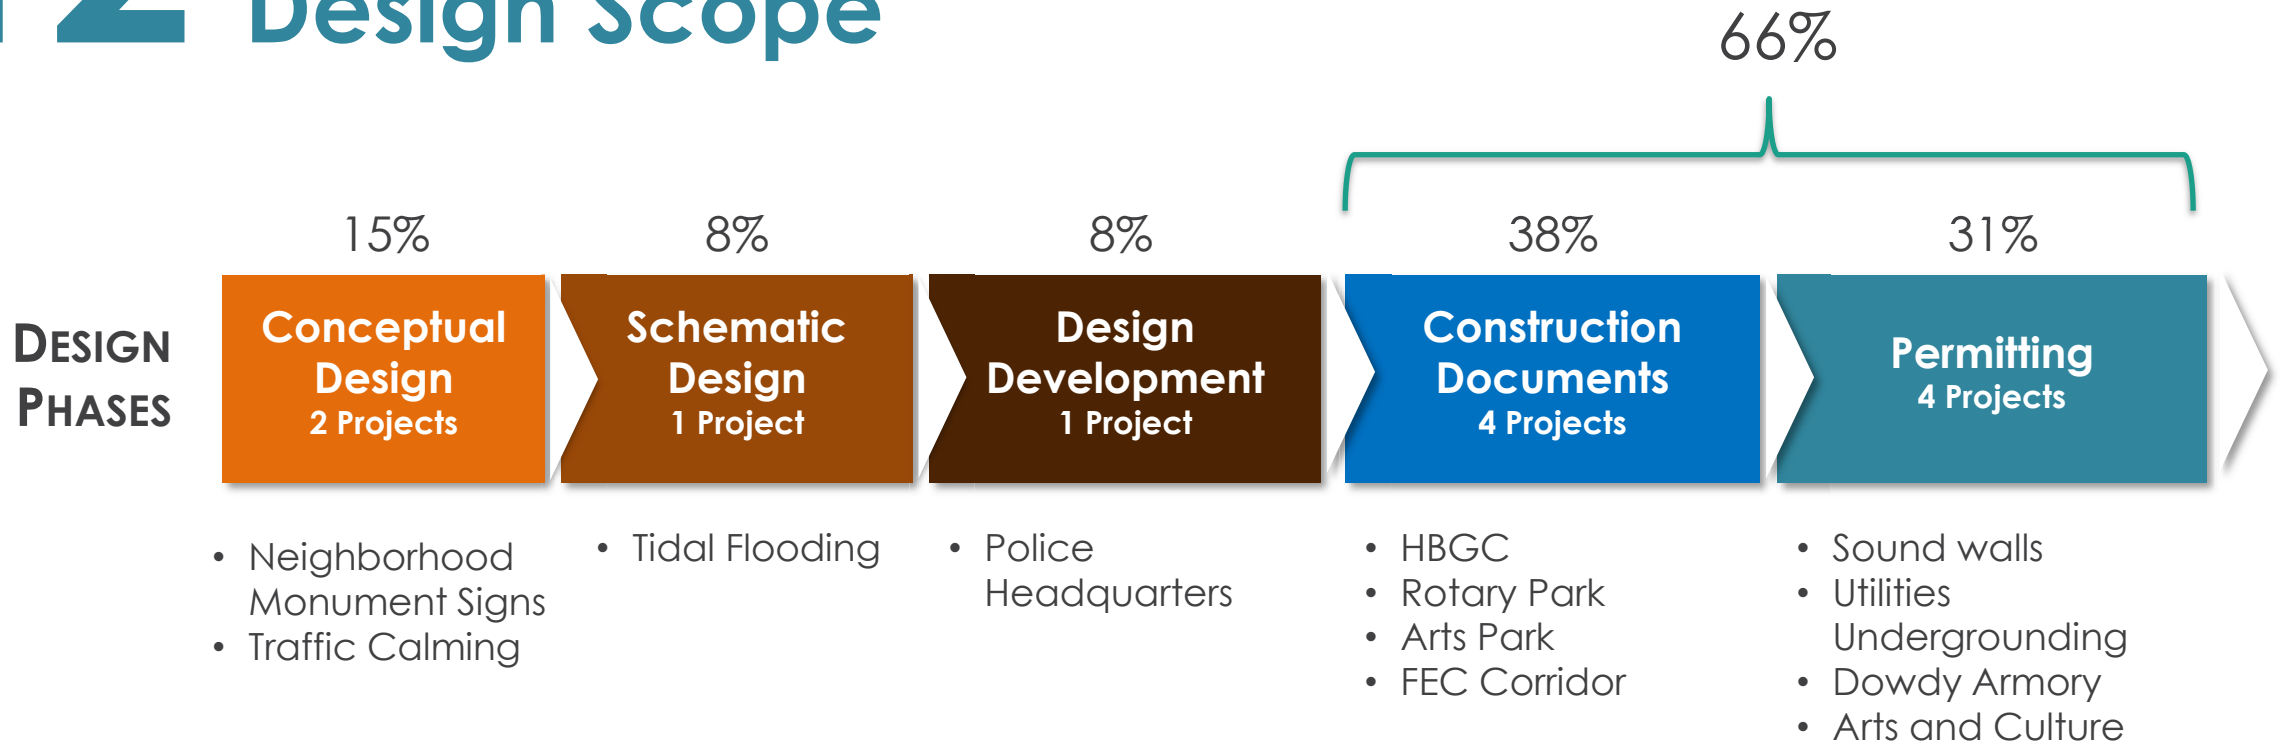 2 Design Scope
66%
15%
8%
8%
38%
31%
DESIGN
PHASES
Conceptual
Design
2 Projects
Schematic
Design
1 Project
Design
Development
1 Project
Construction
Documents
4 Projects
Permitting
4 Projects
• Neighborhood
Monument Signs
• Traffic Calming
• Tidal Flooding
• Police
Headquarters
• HBGC
• Rotary Park
• Arts Park
• FEC Corridor
• Sound walls
• Utilities
Undergrounding
• Dowdy Armory
• Arts and Culture